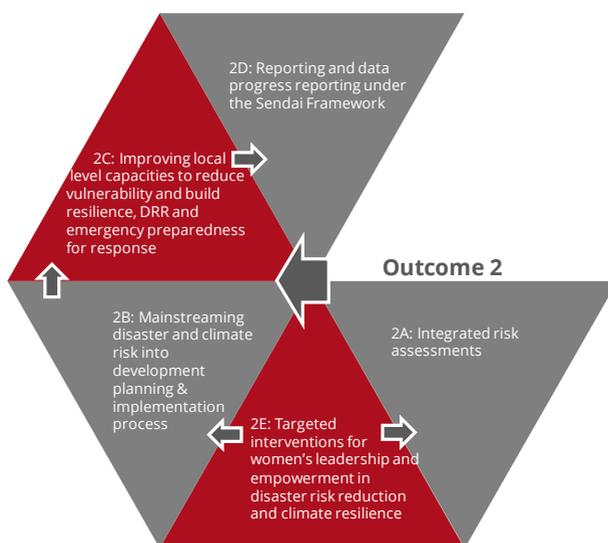 2D: Reporting and data
progress reporting under
the Sendai Framework
2C: Improving local
level capacities to reduce
vulnerability and build
resilience, DRR and
emergency preparedness
for response
Outcome 2
2B: Mainstreaming
disaster and climate
risk into
development
planning &
implementation
process
2A: Integrated risk
assessments
2E: Targeted
interventions for
women’s leadership and
empowerment in
disaster risk reduction
and climate resilience